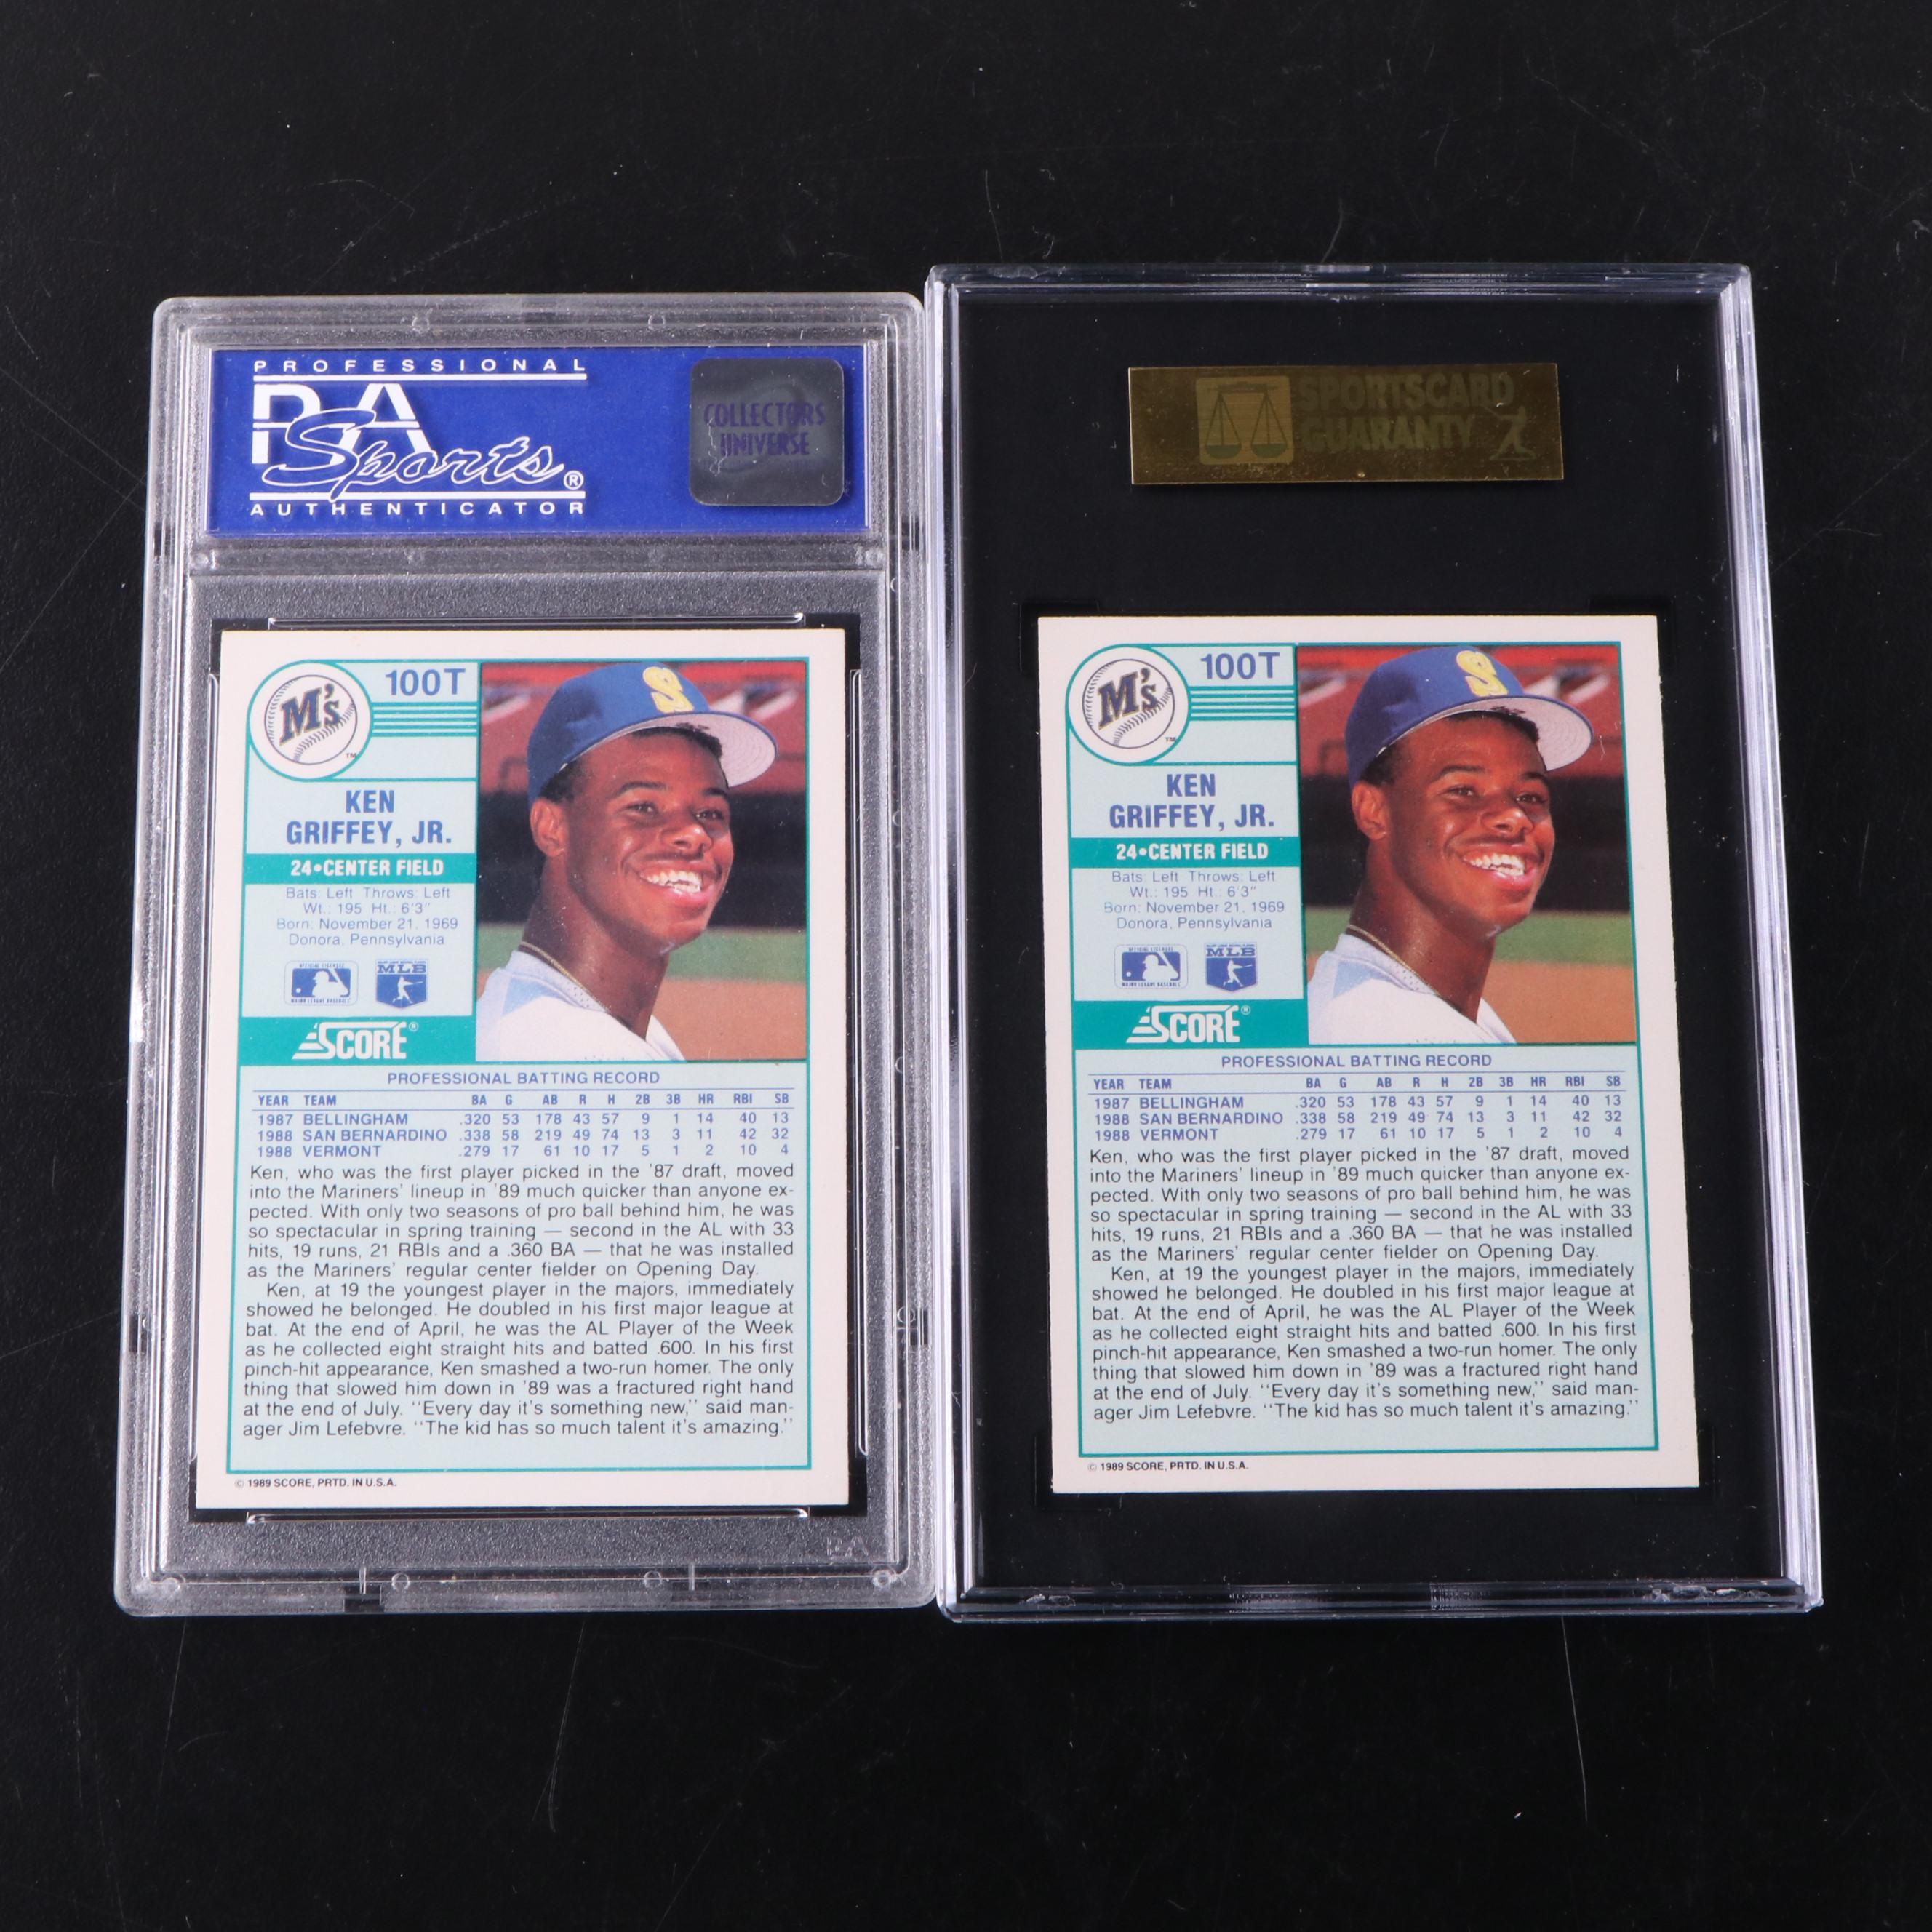 PROFESSIONAL
PSA
Sports®
AUTHENTICATOR
COLLECTORS
UNIVERSE
M's
TM
100T
S
KEN
GRIFFEY, JR.
24•CENTER FIELD
Bats: Left Throws: Left
Wt.: 195 Ht.: 6'3"
Born: November 21, 1969
Donora, Pennsylvania
MAJOR LEAGUE BASEBALL
MLB
SCORE®
PROFESSIONAL BATTING RECORD
YEAR TEAM BA G AB R H 2B 3B HR RBI SB
1987 BELLINGHAM .320 53 178 43 57 9 1 14 40 13
1988 SAN BERNARDINO .338 58 219 49 74 13 3 11 42 32
1988 VERMONT .279 17 61 10 17 5 1 2 10 4
Ken, who was the first player picked in the '87 draft, moved
into the Mariners' lineup in '89 much quicker than anyone ex-
pected. With only two seasons of pro ball behind him, he was
so spectacular in spring training — second in the AL with 33
hits, 19 runs, 21 RBIs and a .360 BA — that he was installed
as the Mariners' regular center fielder on Opening Day.
Ken, at 19 the youngest player in the majors, immediately
showed he belonged. He doubled in his first major league at
bat. At the end of April, he was the AL Player of the Week
as he collected eight straight hits and batted .600. In his first
pinch-hit appearance, Ken smashed a two-run homer. The only
thing that slowed him down in '89 was a fractured right hand
at the end of July. "Every day it's something new," said man-
ager Jim Lefebvre. "The kid has so much talent it's amazing."
© 1989 SCORE, PRTD. IN U.S.A.
PSA
SPORTSCARD
GUARANTY
M's
TM
100T
S
KEN
GRIFFEY, JR.
24•CENTER FIELD
Bats: Left Throws: Left
Wt.: 195 Ht.: 6'3"
Born: November 21, 1969
Donora, Pennsylvania
MAJOR LEAGUE BASEBALL
MLB
SCORE®
PROFESSIONAL BATTING RECORD
YEAR TEAM BA G AB R H 2B 3B HR RBI SB
1987 BELLINGHAM .320 53 178 43 57 9 1 14 40 13
1988 SAN BERNARDINO .338 58 219 49 74 13 3 11 42 32
1988 VERMONT .279 17 61 10 17 5 1 2 10 4
Ken, who was the first player picked in the '87 draft, moved
into the Mariners' lineup in '89 much quicker than anyone ex-
pected. With only two seasons of pro ball behind him, he was
so spectacular in spring training — second in the AL with 33
hits, 19 runs, 21 RBIs and a .360 BA — that he was installed
as the Mariners' regular center fielder on Opening Day.
Ken, at 19 the youngest player in the majors, immediately
showed he belonged. He doubled in his first major league at
bat. At the end of April, he was the AL Player of the Week
as he collected eight straight hits and batted .600. In his first
pinch-hit appearance, Ken smashed a two-run homer. The only
thing that slowed him down in '89 was a fractured right hand
at the end of July. "Every day it's something new," said man-
ager Jim Lefebvre. "The kid has so much talent it's amazing."
© 1989 SCORE, PRTD. IN U.S.A.